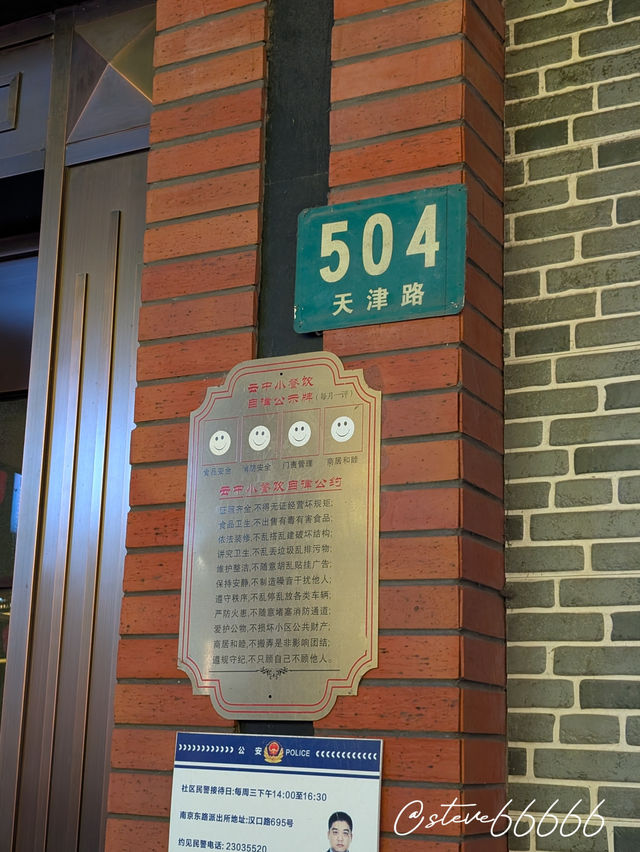 504
天津路
云中小餐饮
自律公示牌(每月一评)
食品安全 消防安全 门责管理 商居和睦
云中小餐饮自律公约
证照齐全,不得无证经营坏规矩;
食品卫生,不出售有毒有害食品;
依法装修,不乱搭乱建破坏结构;
讲究卫生,不乱丢垃圾乱排污物;
维护整洁,不随意胡乱贴挂广告;
保持安静,不制造噪音干扰他人;
遵守秩序,不乱停乱放各类车辆;
严防火患,不随意堵塞消防通道;
爱护公物,不损坏小区公共财产;
商居和睦,不搬弄是非影响团结;
遵规守纪,不只顾自己不顾他人。
公安 POLICE
社区民警接待日:每周三下午14:00至16:30
南京东路派出所地址:汉口路695号
约见民警电话: 23035520
@steve66666